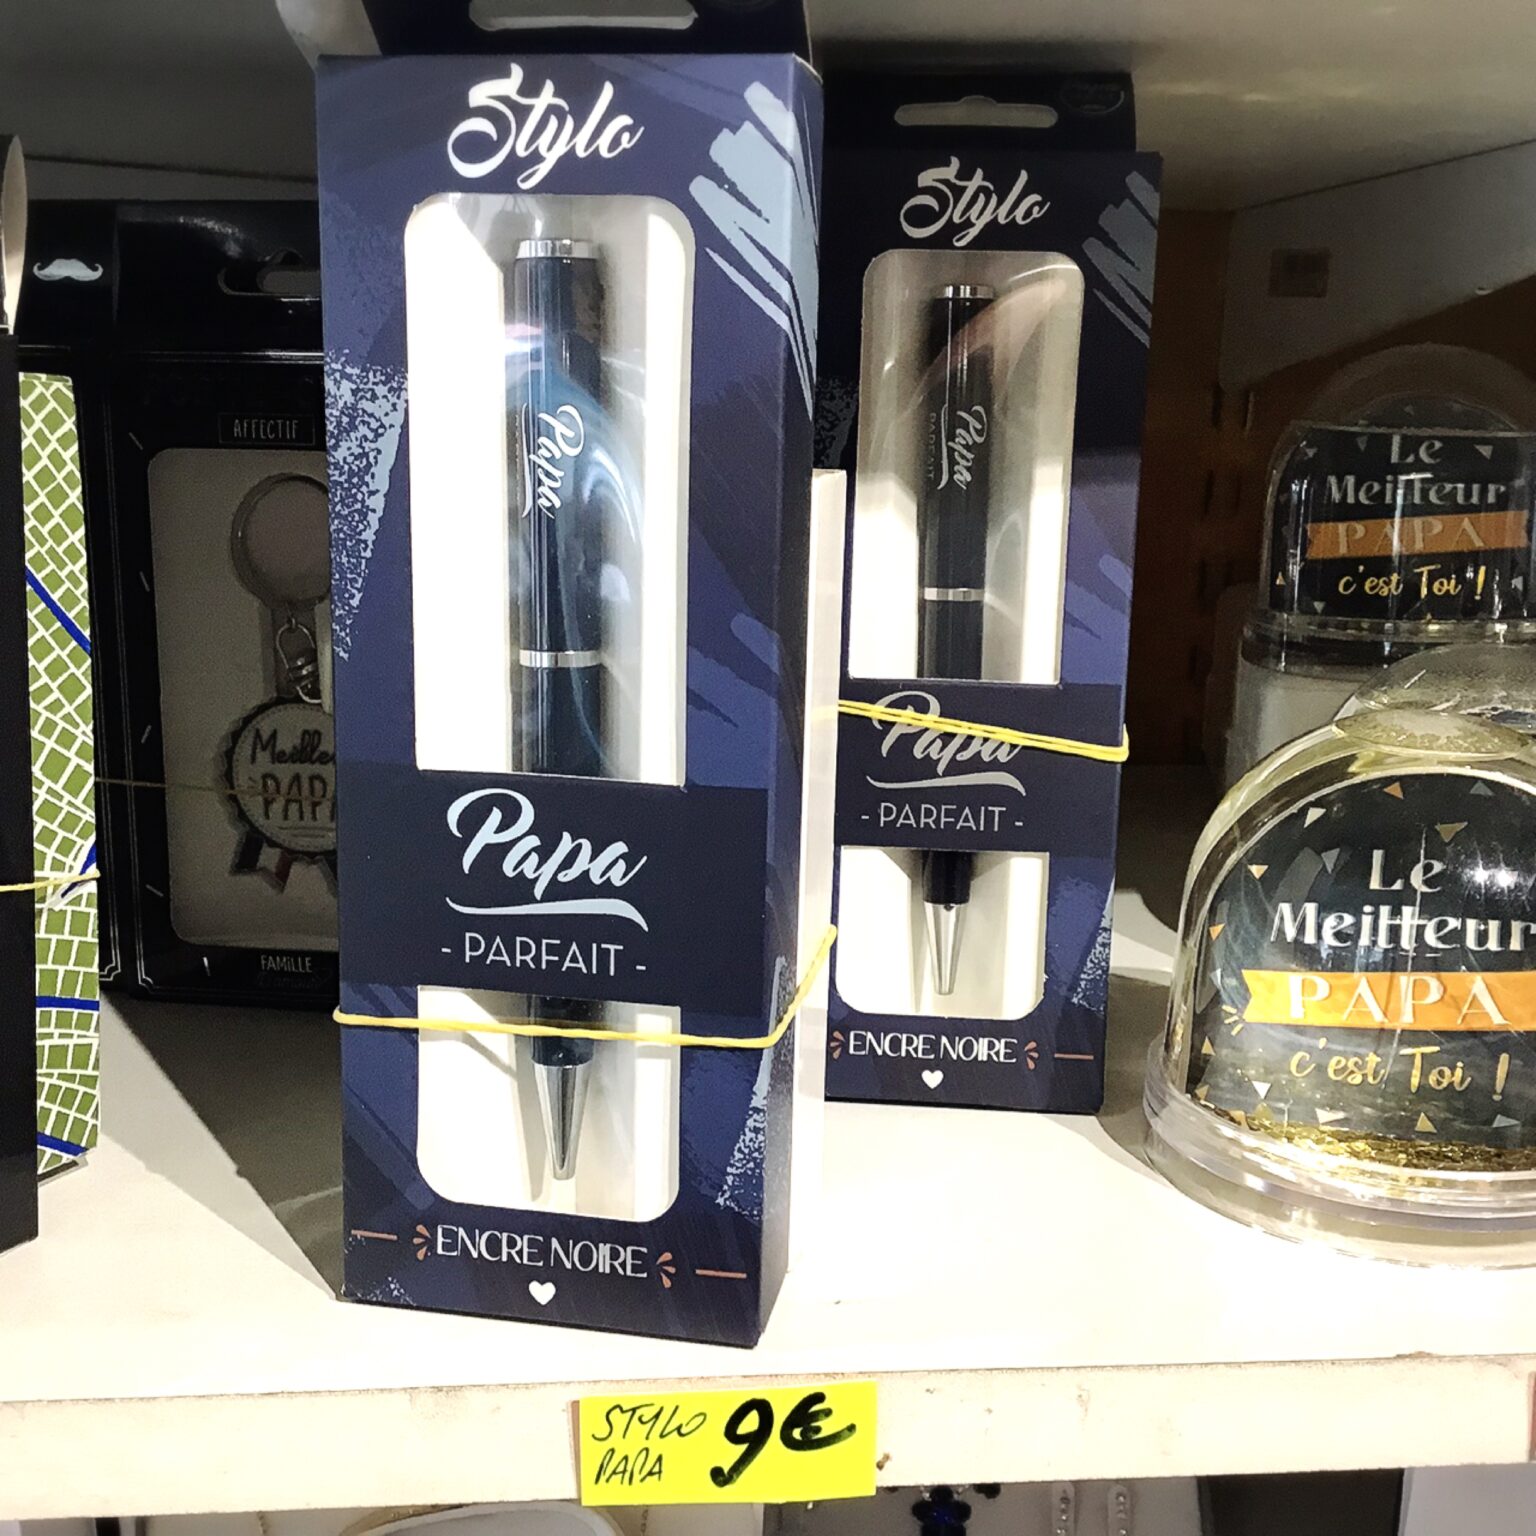 Stylo
Papa
Papa
- PARFAIT -
ENCRE NOIRE
Stylo
Papa
PARFAIT
Papa
- PARFAIT -
ENCRE NOIRE
AFFECTIF
PAPA
FAMILLE
Le
Meilleur
PAPA
c'est Toi !
Le
Meilleur
PAPA
c'est Toi !
STYLO 9€
PAPA